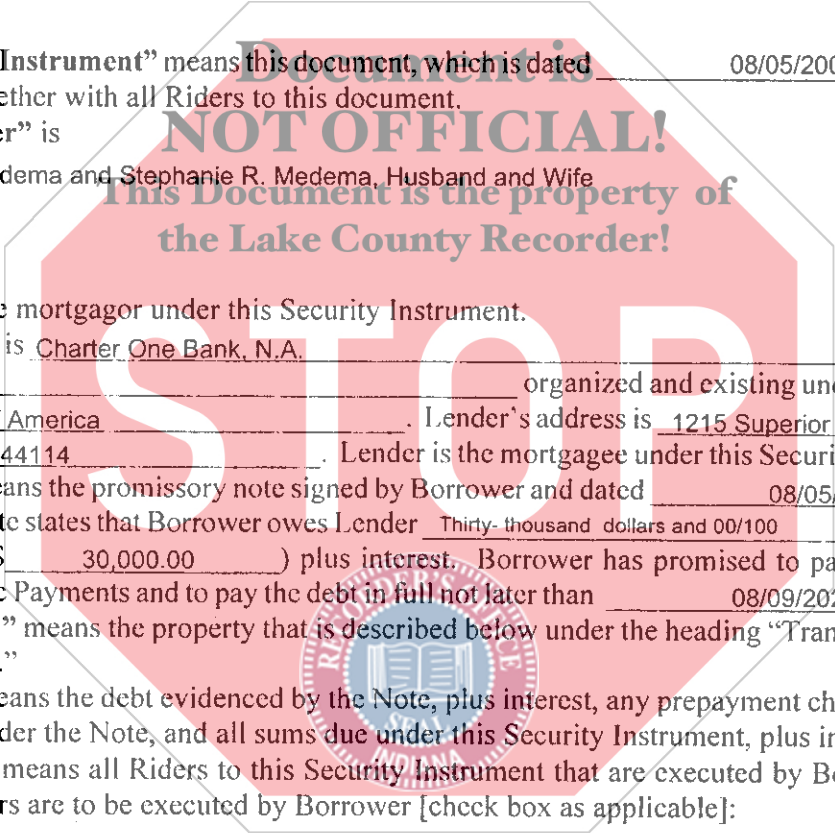 Instrument” means this document, which is dated 08/05/200
ether with all Riders to this document.
er” is
dema and Stephanie R. Medema, Husband and Wife
Document is
NOT OFFICIAL!
This Document is the property of
the Lake County Recorder!
STOP
e mortgagor under this Security Instrument.
is Charter One Bank, N.A.
organized and existing und
America . Lender's address is 1215 Superior
44114 . Lender is the mortgagee under this Securi
eans the promissory note signed by Borrower and dated 08/05/
te states that Borrower owes Lender Thirty- thousand dollars and 00/100
S 30,000.00 ) plus interest. Borrower has promised to pa
c Payments and to pay the debt in full not later than 08/09/202
” means the property that is described below under the heading “Tran
.”
eans the debt evidenced by the Note, plus interest, any prepayment ch
der the Note, and all sums due under this Security Instrument, plus in
means all Riders to this Security Instrument that are executed by Bo
rs are to be executed by Borrower [check box as applicable]:
RECORDER'S OFFICE
SEAL
INDIANA